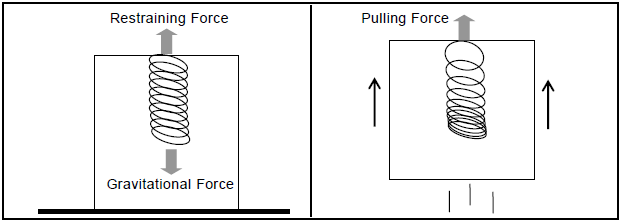 Restraining Force
Gravitational Force
Pulling Force